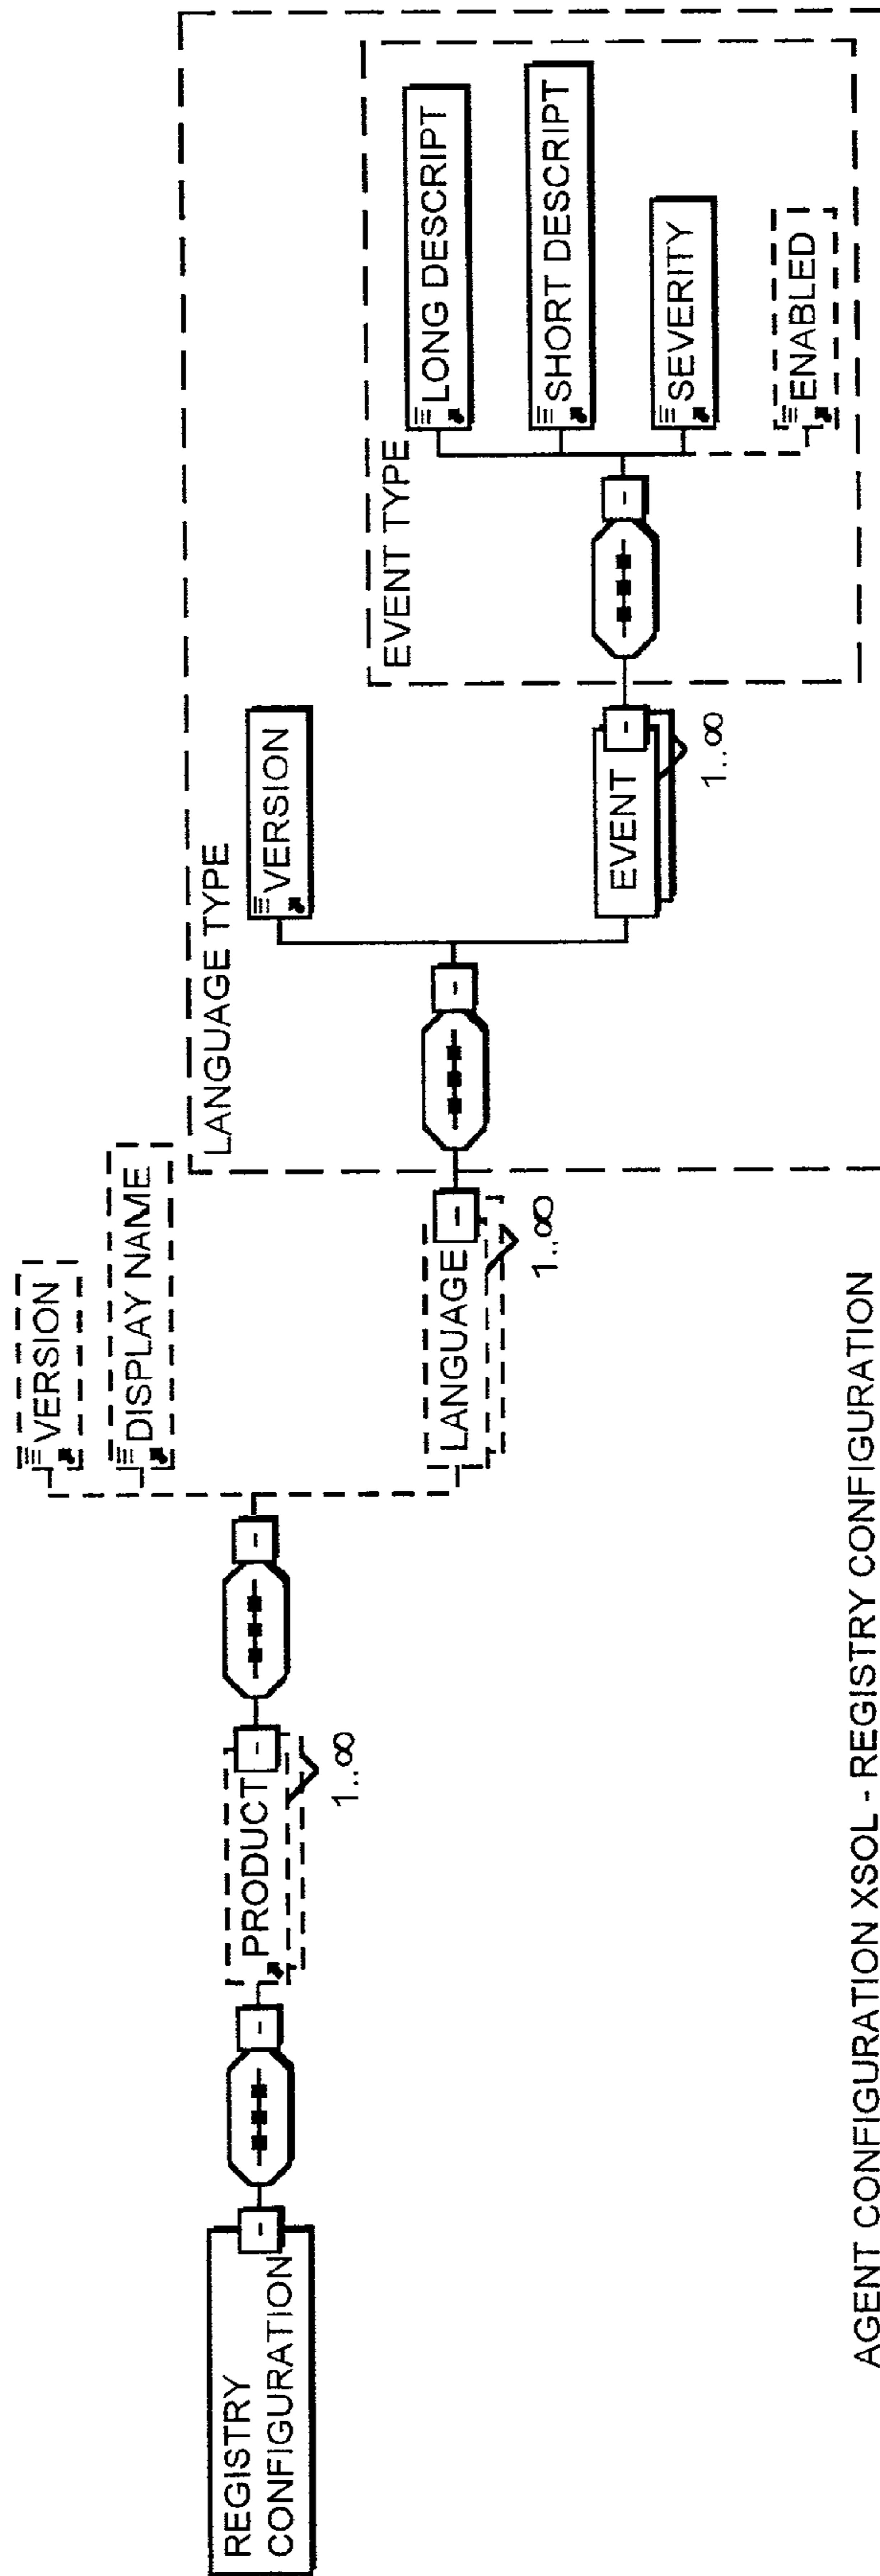 REGISTRY
CONFIGURATION
PRODUCT
1..∞
VERSION
DISPLAY NAME
LANGUAGE
1..∞
LANGUAGE TYPE
VERSION
EVENT
1..∞
EVENT TYPE
LONG DESCRIPT
SHORT DESCRIPT
SEVERITY
ENABLED
AGENT CONFIGURATION XSOL - REGISTRY CONFIGURATION